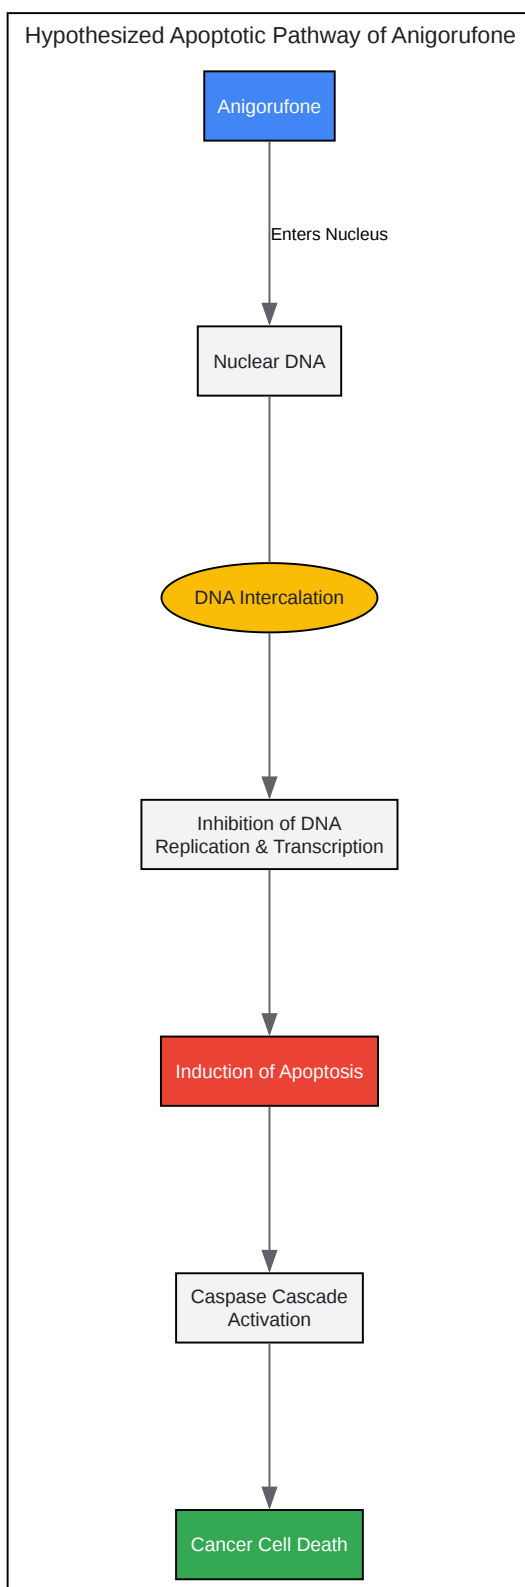 Hypothesized Apoptotic Pathway of Anigorufone
Anigorufone
Enters Nucleus
Nuclear DNA
DNA Intercalation
Inhibition of DNA
Replication & Transcription
Induction of Apoptosis
Caspase Cascade
Activation
Cancer Cell Death